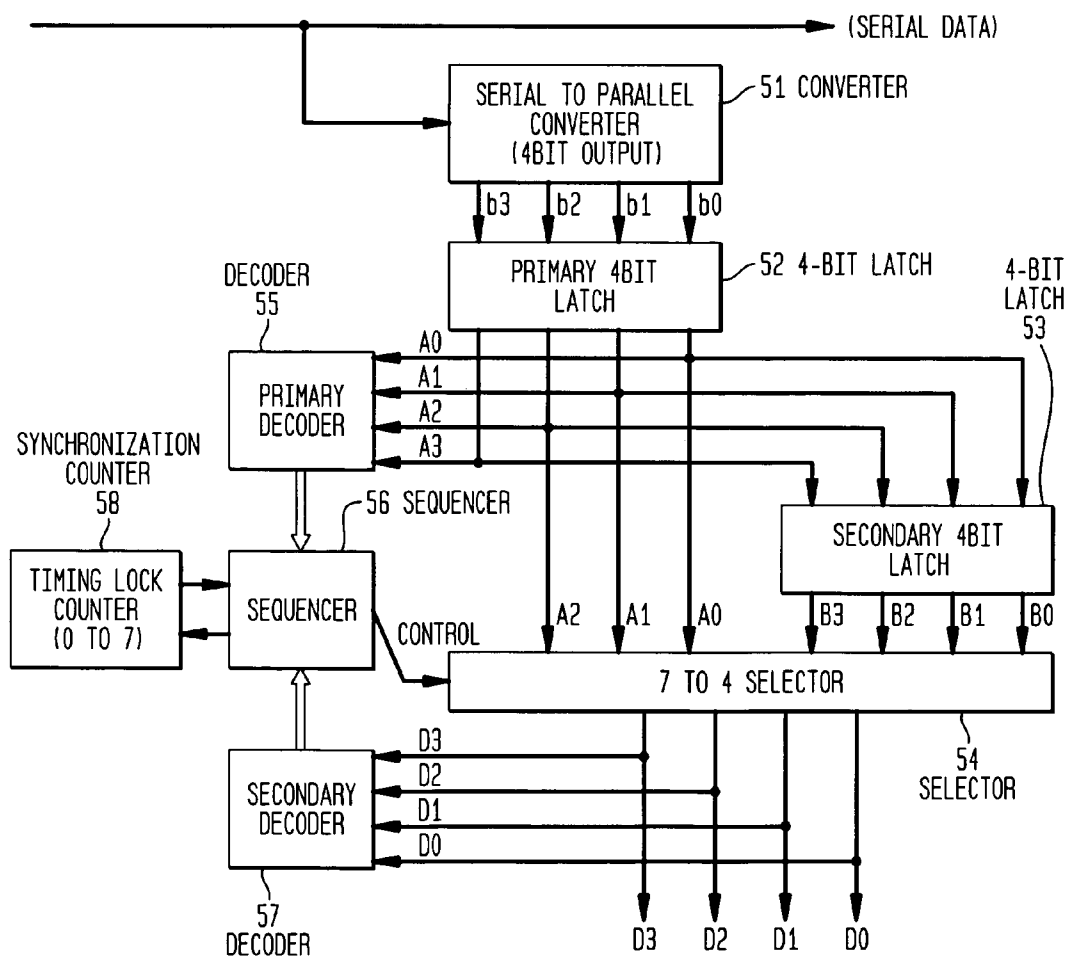 (SERIAL DATA)
SERIAL TO PARALLEL
CONVERTER
(4BIT OUTPUT)
51 CONVERTER
b3
b2
b1
b0
PRIMARY 4BIT
LATCH
52 4-BIT LATCH
4-BIT
LATCH
53
DECODER
55
PRIMARY
DECODER
A0
A1
A2
A3
SYNCHRONIZATION
COUNTER
58
56 SEQUENCER
SECONDARY 4BIT
LATCH
TIMING LOCK
COUNTER
(0 TO 7)
SEQUENCER
CONTROL
A2
A1
A0
B3
B2
B1
B0
7 TO 4 SELECTOR
54
SELECTOR
SECONDARY
DECODER
D3
D2
D1
D0
57
DECODER
D3
D2
D1
D0